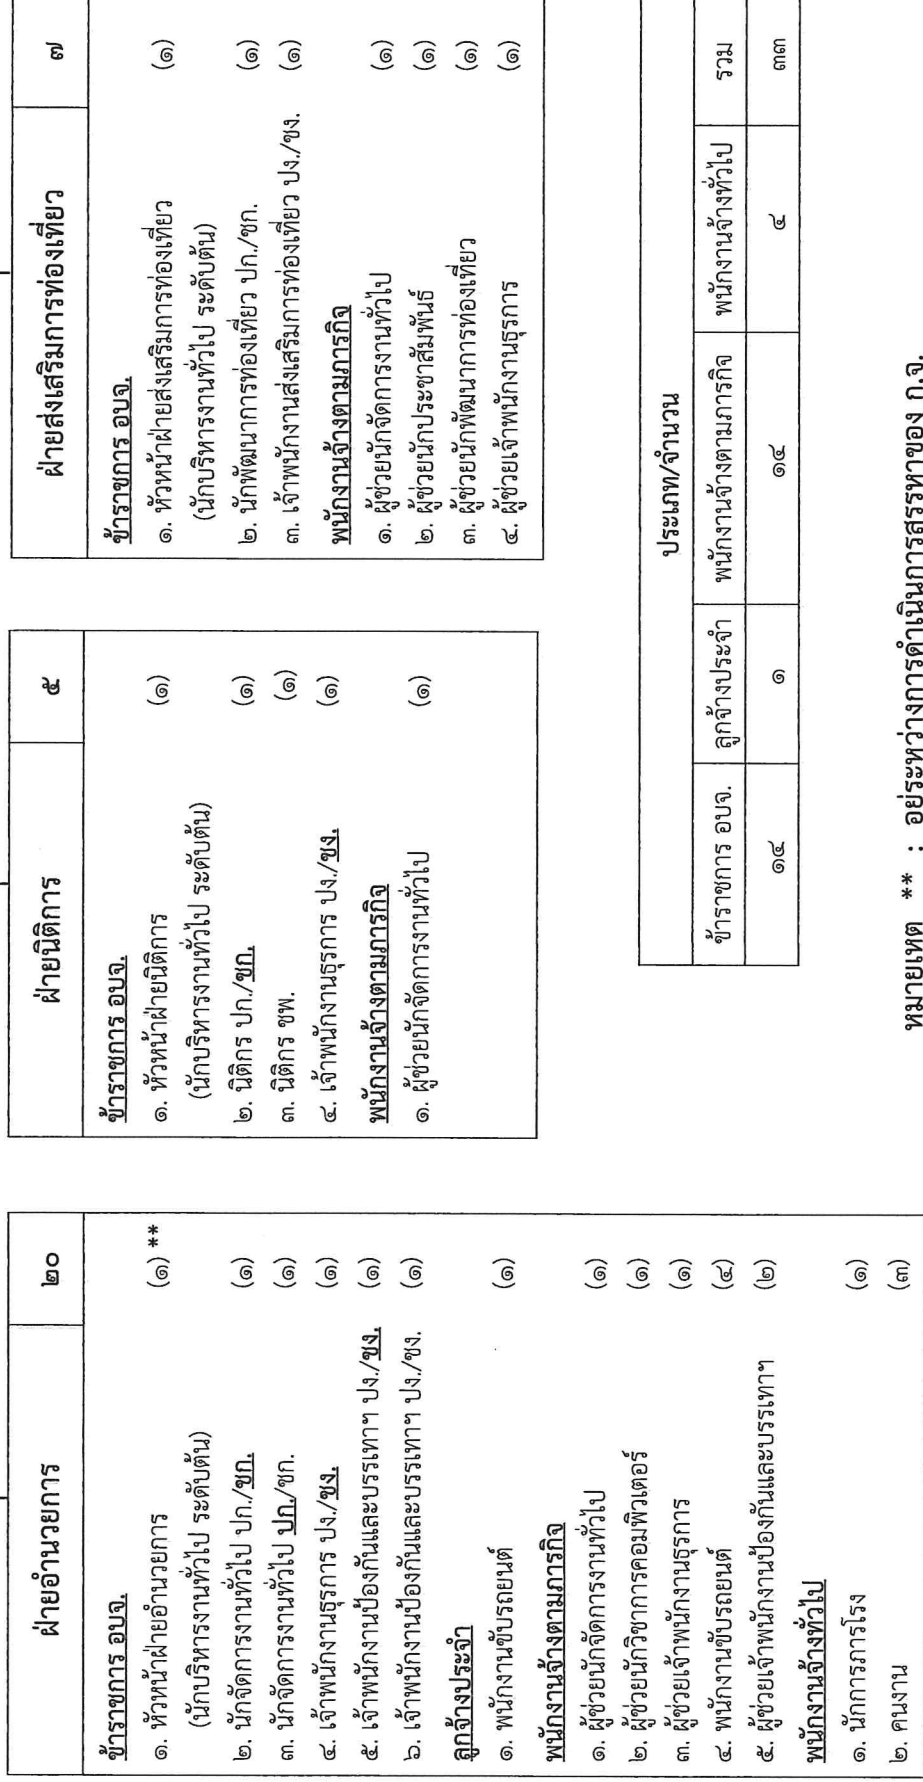 ฝ่ายอำนวยการ ๒๐
ข้าราชการ อบจ.
๑. หัวหน้าฝ่ายอำนวยการ (๑) **
(นักบริหารงานทั่วไป ระดับต้น)
๒. นักจัดการงานทั่วไป ปก./ชก. (๑)
๓. นักจัดการงานทั่วไป ปก./ชก. (๑)
๔. เจ้าพนักงานธุรการ ปง./ชง. (๑)
๕. เจ้าพนักงานป้องกันและบรรเทาฯ ปง./ชง. (๑)
๖. เจ้าพนักงานป้องกันและบรรเทาฯ ปง./ชง. (๑)
ลูกจ้างประจำ
๑. พนักงานขับรถยนต์ (๑)
พนักงานจ้างตามภารกิจ
๑. ผู้ช่วยนักจัดการงานทั่วไป (๑)
๒. ผู้ช่วยนักวิชาการคอมพิวเตอร์ (๑)
๓. ผู้ช่วยเจ้าพนักงานธุรการ (๑)
๔. พนักงานขับรถยนต์ (๔)
๕. ผู้ช่วยเจ้าพนักงานป้องกันและบรรเทาฯ (๒)
พนักงานจ้างทั่วไป
๑. นักการภารโรง (๑)
๒. คนงาน (๓)
ฝ่ายนิติการ ๕
ข้าราชการ อบจ.
๑. หัวหน้าฝ่ายนิติการ (๑)
(นักบริหารงานทั่วไป ระดับต้น)
๒. นิติกร ปก./ชก. (๑)
๓. นิติกร ชพ. (๑)
๔. เจ้าพนักงานธุรการ ปง./ชง. (๑)
พนักงานจ้างตามภารกิจ
๑. ผู้ช่วยนักจัดการงานทั่วไป (๑)
ฝ่ายส่งเสริมการท่องเที่ยว ๗
ข้าราชการ อบจ.
๑. หัวหน้าฝ่ายส่งเสริมการท่องเที่ยว (๑)
(นักบริหารงานทั่วไป ระดับต้น)
๒. นักพัฒนาการท่องเที่ยว ปก./ชก. (๑)
๓. เจ้าพนักงานส่งเสริมการท่องเที่ยว ปง./ชง. (๑)
พนักงานจ้างตามภารกิจ
๑. ผู้ช่วยนักจัดการงานทั่วไป (๑)
๒. ผู้ช่วยนักประชาสัมพันธ์ (๑)
๓. ผู้ช่วยนักพัฒนาการท่องเที่ยว (๑)
๔. ผู้ช่วยเจ้าพนักงานธุรการ (๑)
ประเภท/จำนวน
ข้าราชการ อบจ. ลูกจ้างประจำ พนักงานจ้างตามภารกิจ พนักงานจ้างทั่วไป รวม
๑๔ ๑ ๑๔ ๔ ๓๓
หมายเหตุ ** : อยู่ระหว่างการดำเนินการสรรหาของ ก.จ.